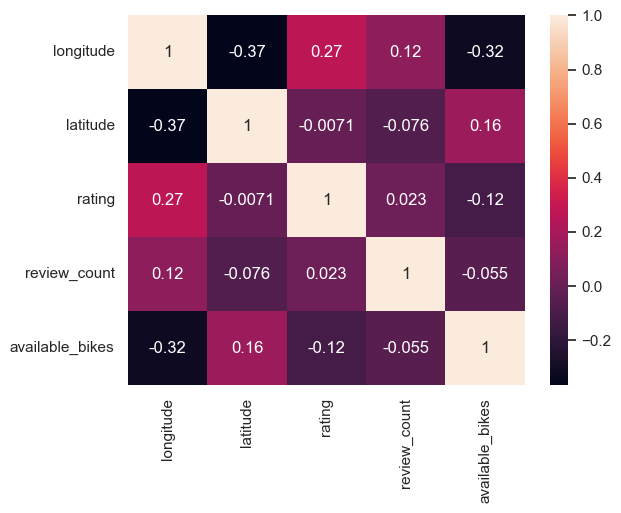 longitude 1 -0.37 0.27 0.12 -0.32
latitude -0.37 1 -0.0071 -0.076 0.16
rating 0.27 -0.0071 1 0.023 -0.12
review_count 0.12 -0.076 0.023 1 -0.055
available_bikes -0.32 0.16 -0.12 -0.055 1
longitude
latitude
rating
review_count
available_bikes
1.0
0.8
0.6
0.4
0.2
0.0
−0.2